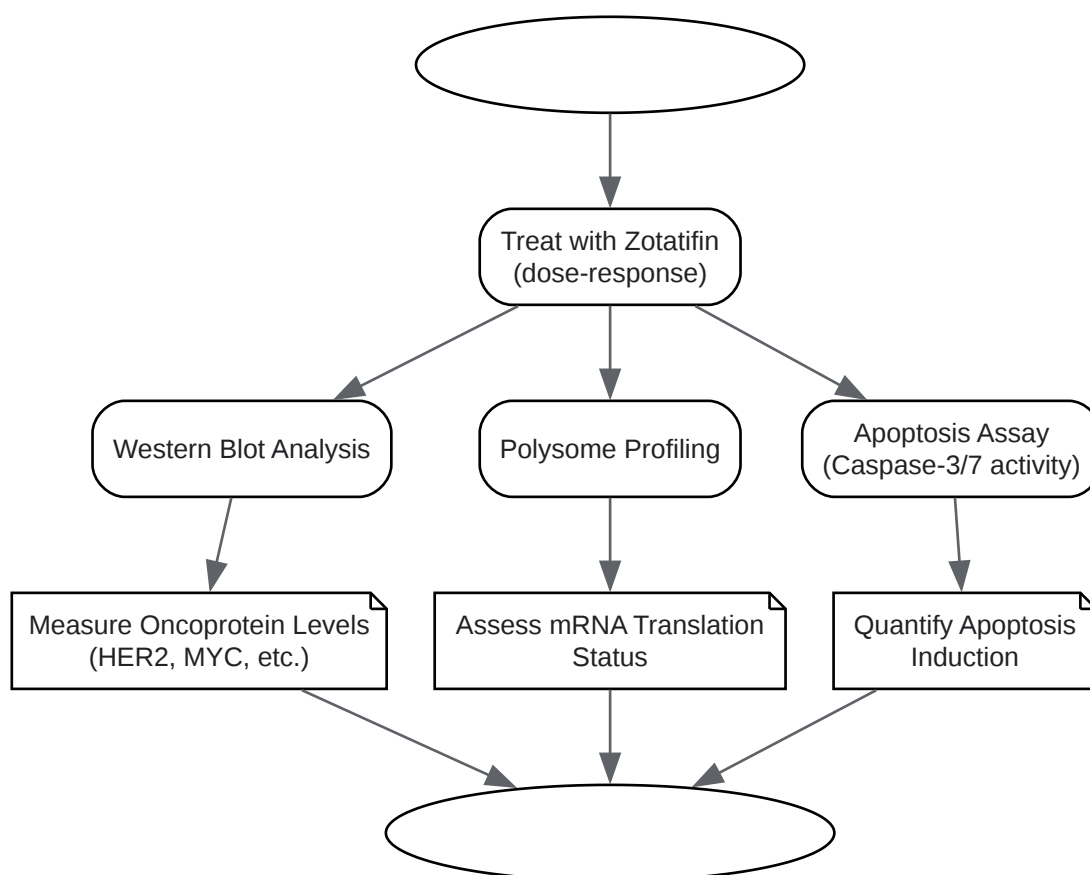 Treat with Zotatifin
(dose-response)
Western Blot Analysis
Polysome Profiling
Apoptosis Assay
(Caspase-3/7 activity)
Measure Oncoprotein Levels
(HER2, MYC, etc.)
Assess mRNA Translation
Status
Quantify Apoptosis
Induction